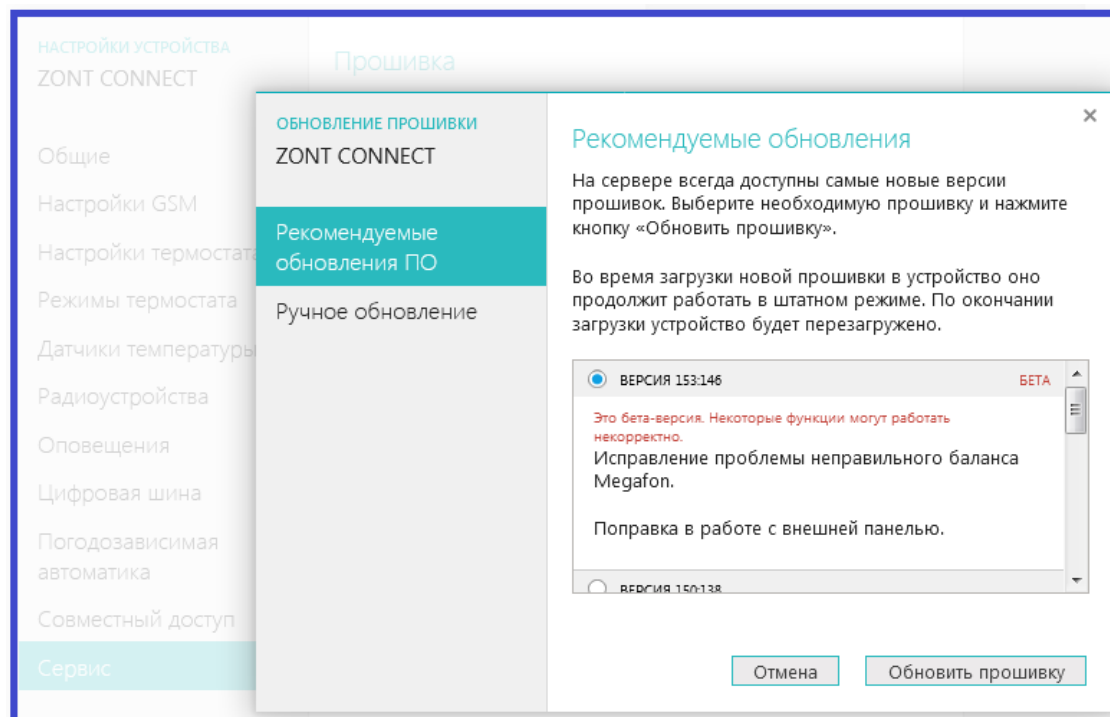 НАСТРОЙКИ УСТРОЙСТВА
ZONT CONNECT
Общие
Настройки GSM
Настройки термостата
Режимы термостата
Датчики температуры
Радиоустройства
Оповещения
Цифровая шина
Погодозависимая
автоматика
Совместный доступ
Сервис
Прошивка
ОБНОВЛЕНИЕ ПРОШИВКИ
ZONT CONNECT
Рекомендуемые
обновления ПО
Ручное обновление
Рекомендуемые обновления
На сервере всегда доступны самые новые версии
прошивок. Выберите необходимую прошивку и нажмите
кнопку «Обновить прошивку».
Во время загрузки новой прошивки в устройство оно
продолжит работать в штатном режиме. По окончании
загрузки устройство будет перезагружено.
ВЕРСИЯ 153:146 БЕТА
Это бета-версия. Некоторые функции могут работать
некорректно.
Исправление проблемы неправильного баланса
Megafon.
Поправка в работе с внешней панелью.
ВЕРСИЯ 150:138
Отмена
Обновить прошивку